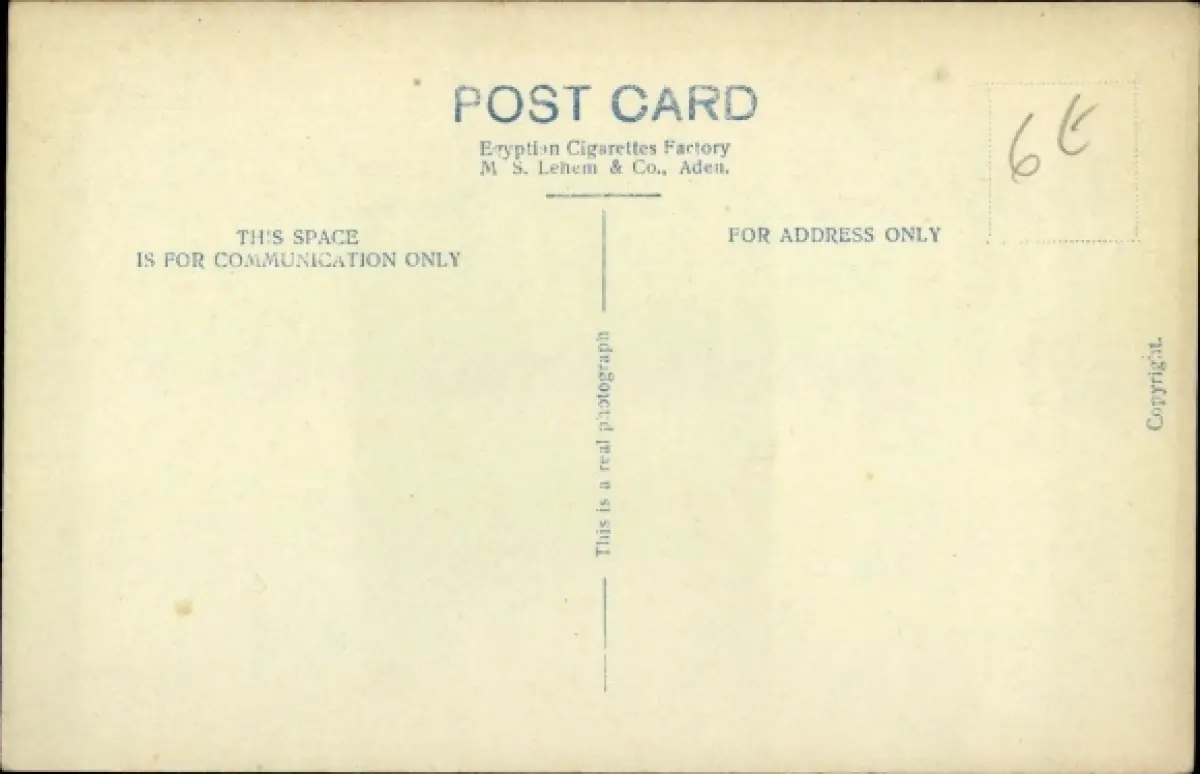 POST CARD
Egyptian Cigarettes Factory
M. S. Lehem & Co., Aden.
THIS SPACE
IS FOR COMMUNICATION ONLY
FOR ADDRESS ONLY
This is a real photograph
Copyright.